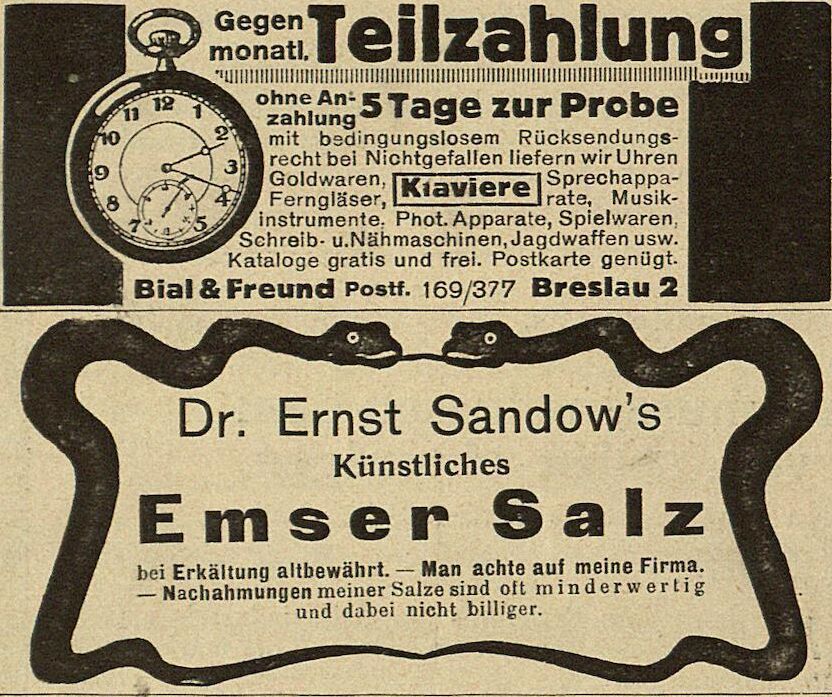 Gegen monatl. Teilzahlung
12
1
2
3
4
5
7
8
9
10
11
ohne Anzahlung 5 Tage zur Probe
mit bedingungslosem Rücksendungs-
recht bei Nichtgefallen liefern wir Uhren
Goldwaren, Klaviere Sprechappa-
Ferngläser, rate, Musik-
instrumente, Phot. Apparate, Spielwaren,
Schreib- u. Nähmaschinen, Jagdwaffen usw.
Kataloge gratis und frei. Postkarte genügt.
Bial & Freund Postf. 169/377 Breslau 2
Dr. Ernst Sandow's
Künstliches
Emser Salz
bei Erkältung altbewährt. — Man achte auf meine Firma.
— Nachahmungen meiner Salze sind oft minderwertig
und dabei nicht billiger.